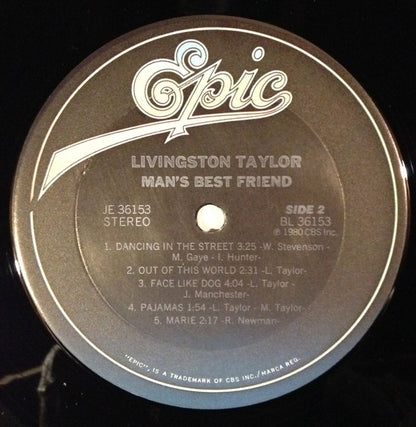 Epic
LIVINGSTON TAYLOR
MAN'S BEST FRIEND
JE 36153
STEREO
SIDE 2
BL 36153
℗ 1980 CBS Inc.
1. DANCING IN THE STREET 3:25 -W. Stevenson -
M. Gaye - I. Hunter-
2. OUT OF THIS WORLD 2:31 -L. Taylor-
3. FACE LIKE DOG 4:04 -L. Taylor -
J. Manchester-
4. PAJAMAS 1:54 -L. Taylor - M. Taylor-
5. MARIE 2:17 -R. Newman-
"EPIC", IS A TRADEMARK OF CBS INC./MARCA REG.